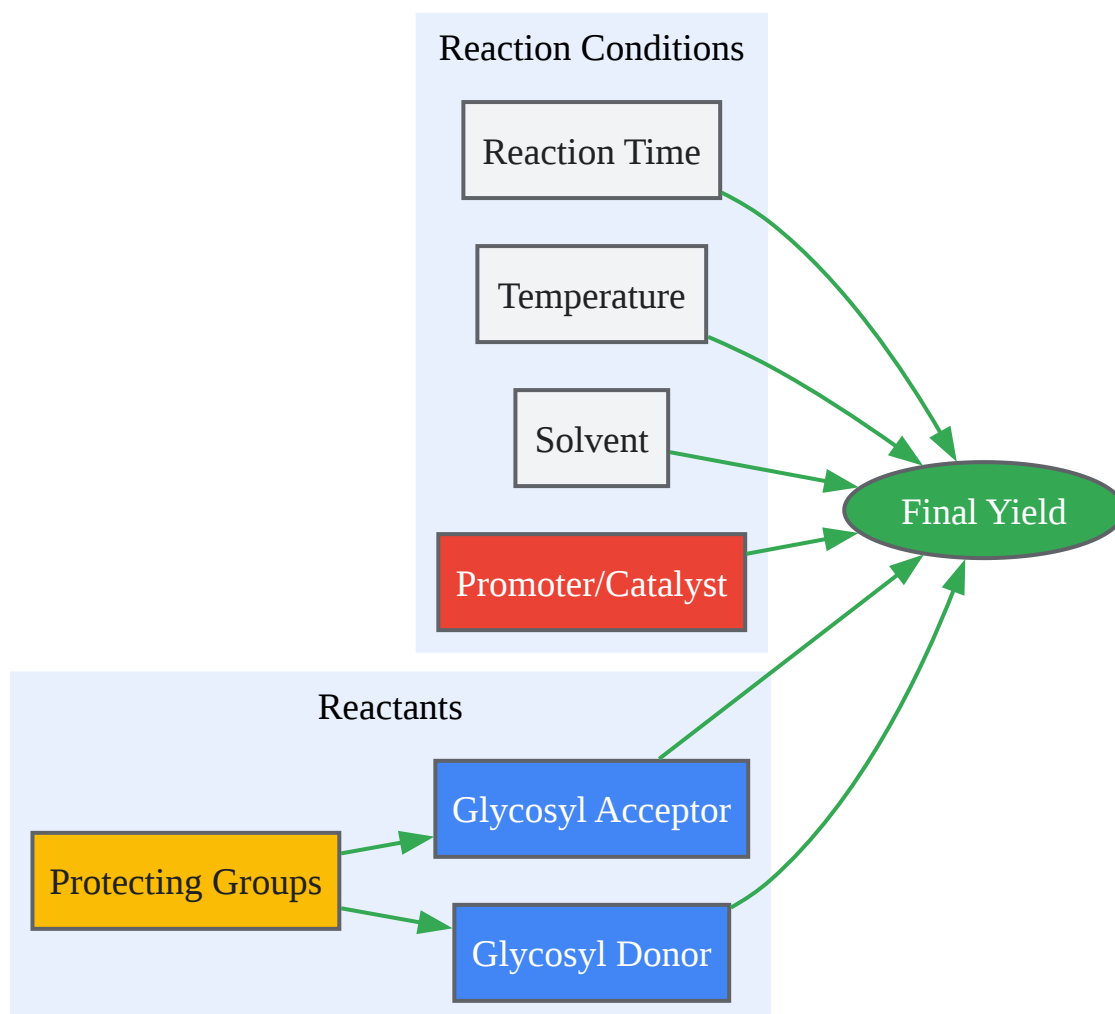 Reaction Conditions
Reaction Time
Temperature
Solvent
Final Yield
Promoter/Catalyst
Reactants
Glycosyl Acceptor
Protecting Groups
Glycosyl Donor